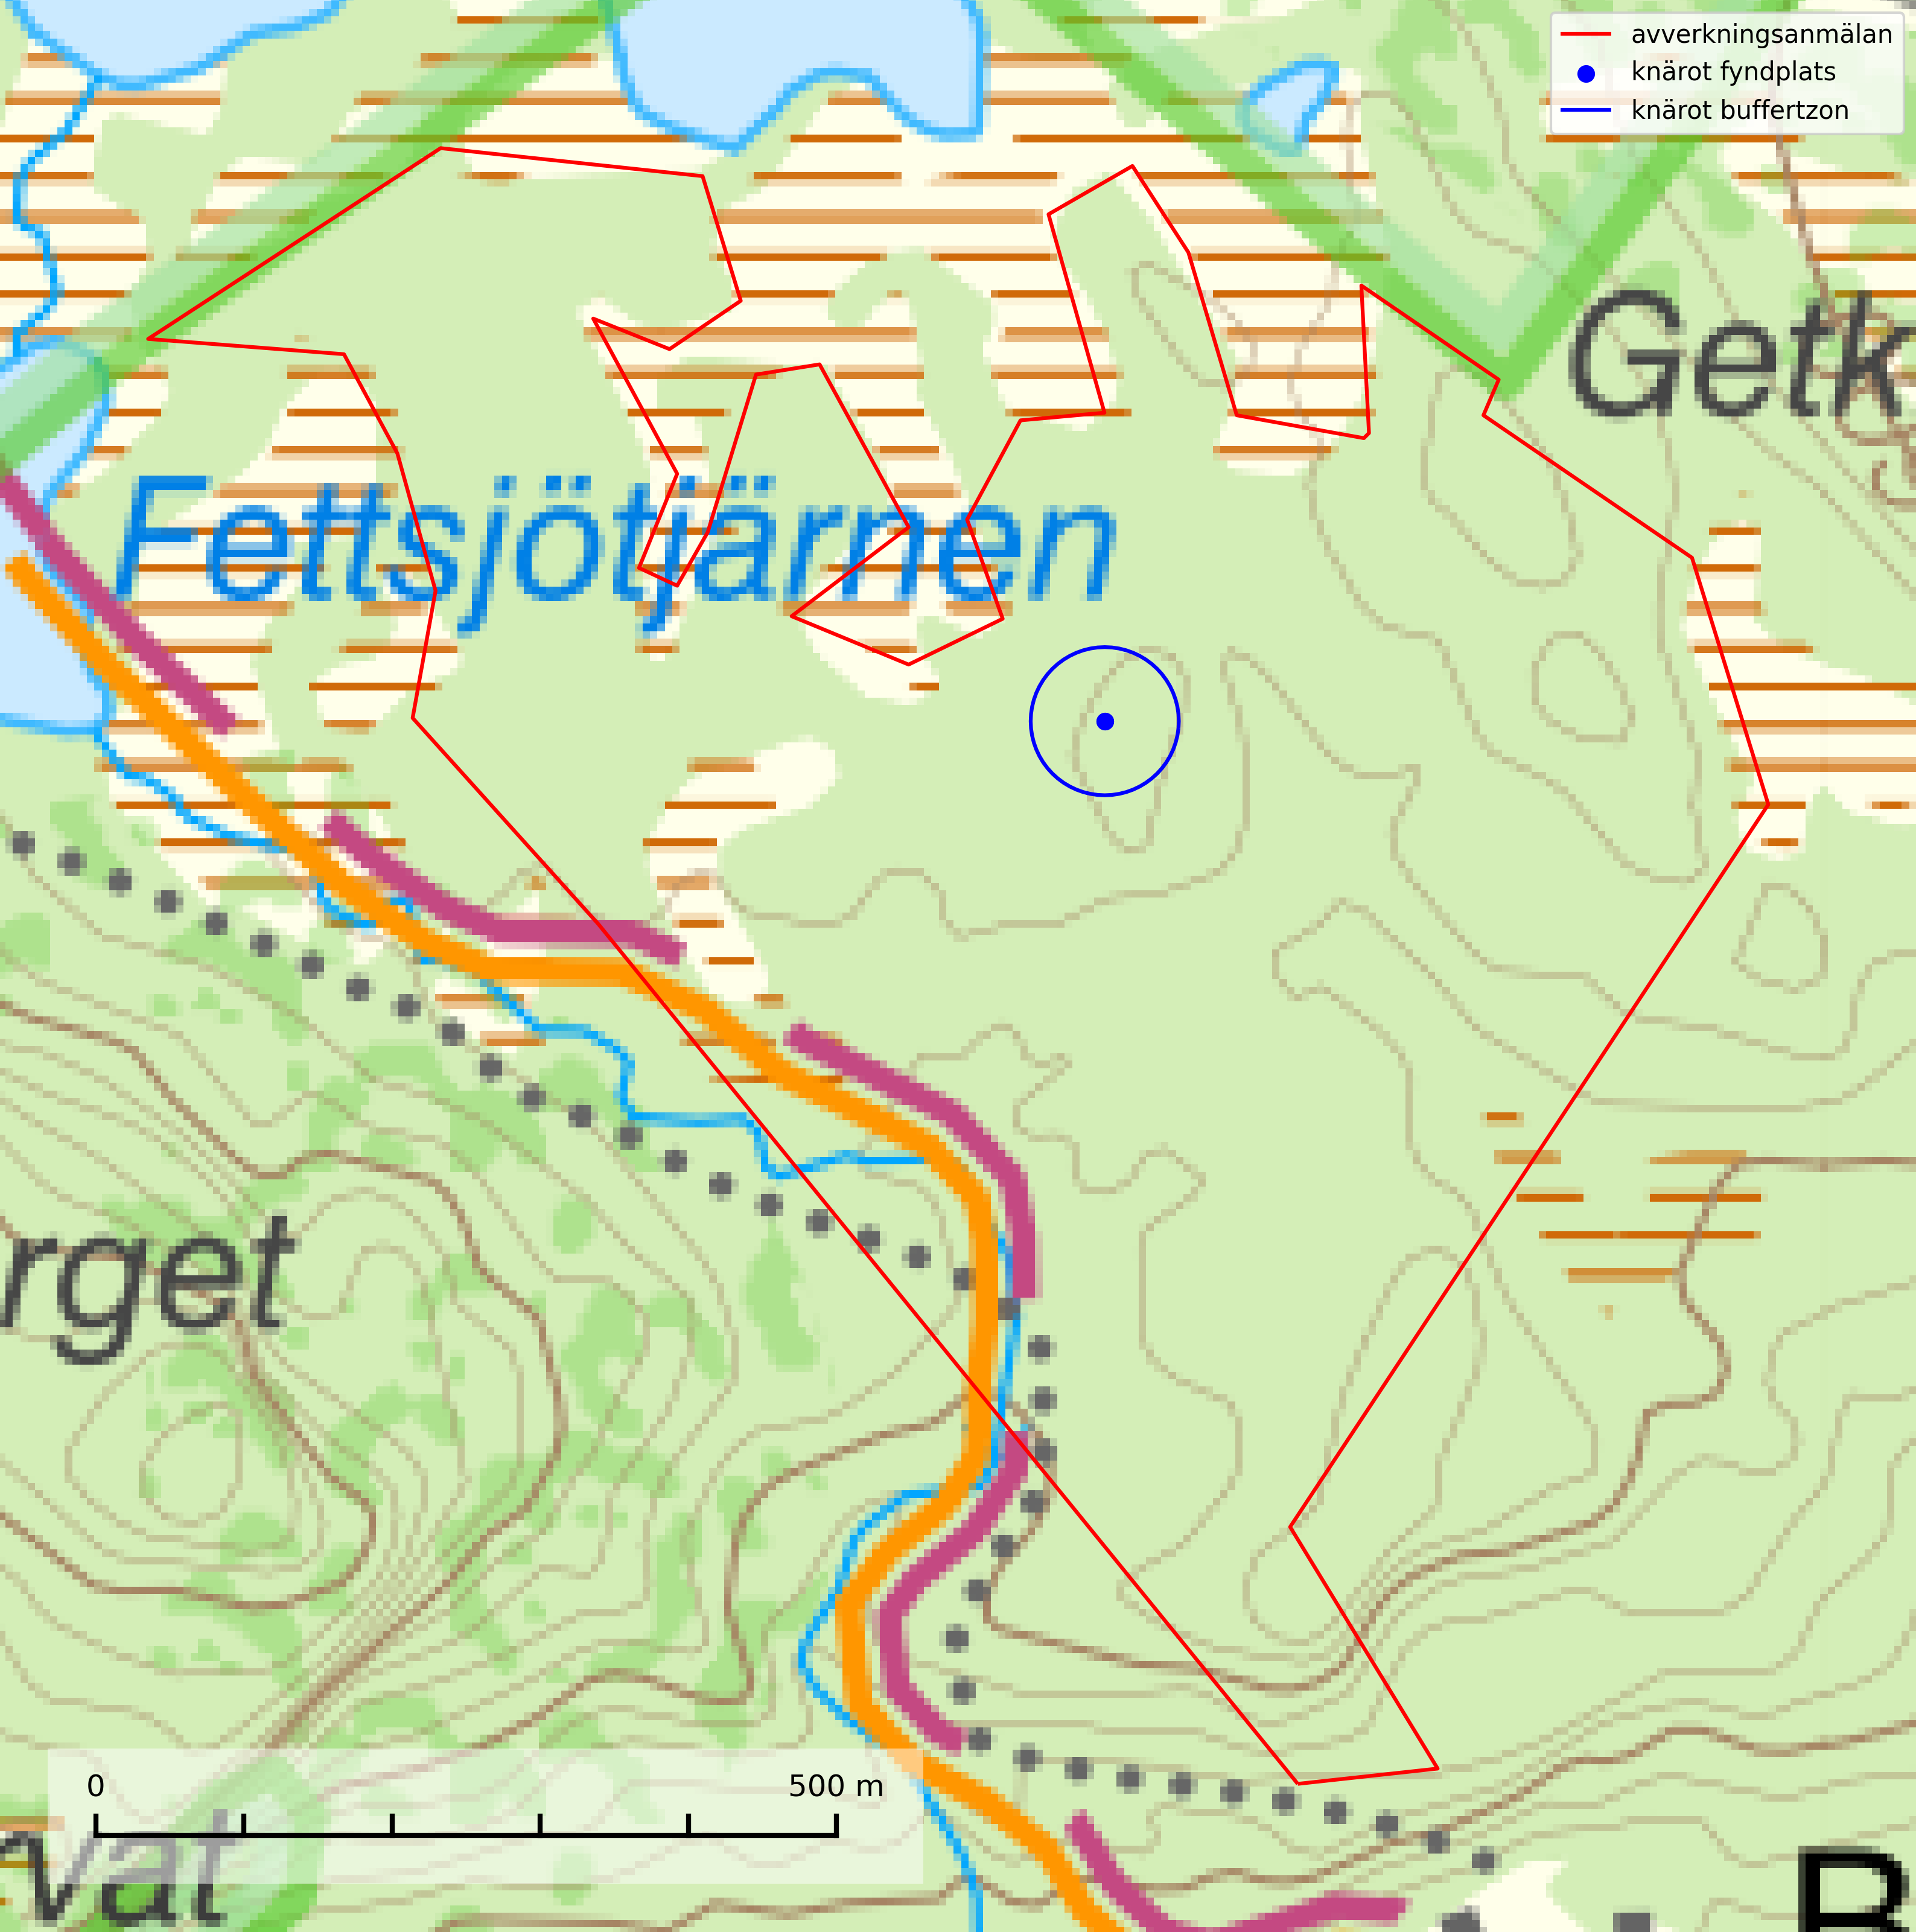 avverkningsanmälan
knärot fyndplats
knärot buffertzon
Getk
Fettsjötjärnen
rget
0 500 m
vat
B